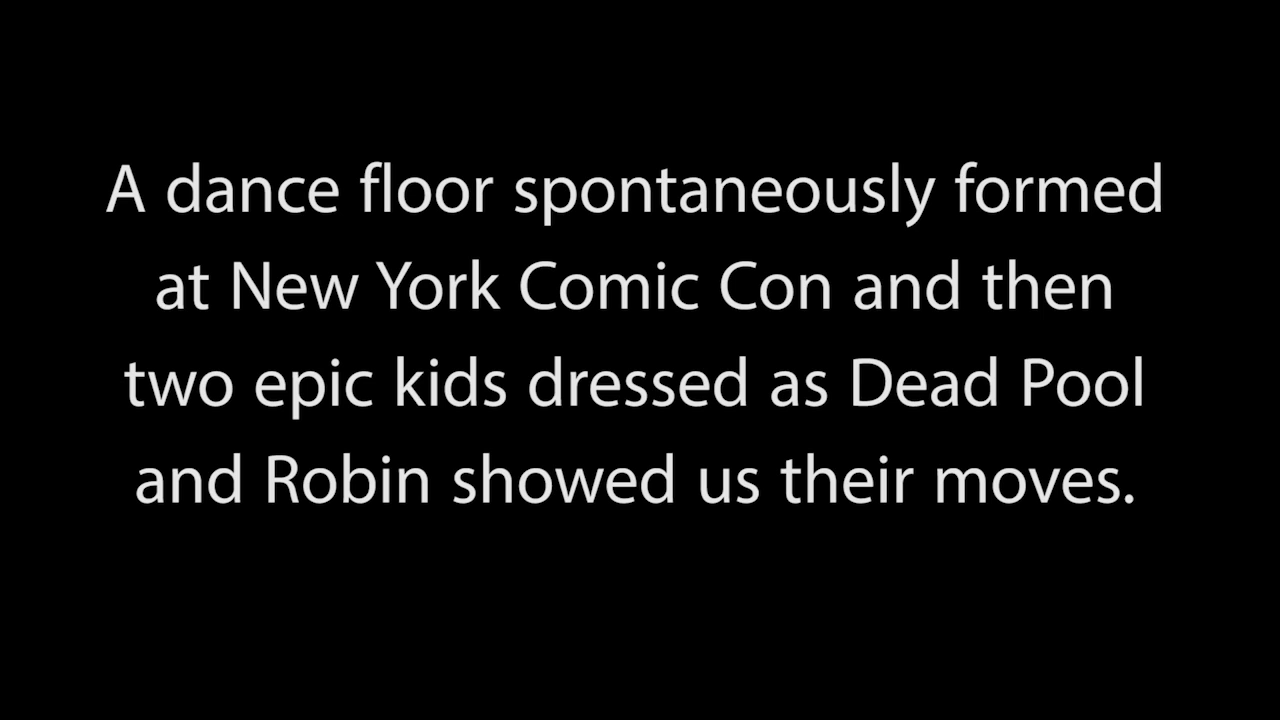 A dance floor spontaneously formed
at New York Comic Con and then
two epic kids dressed as Dead Pool
and Robin showed us their moves.